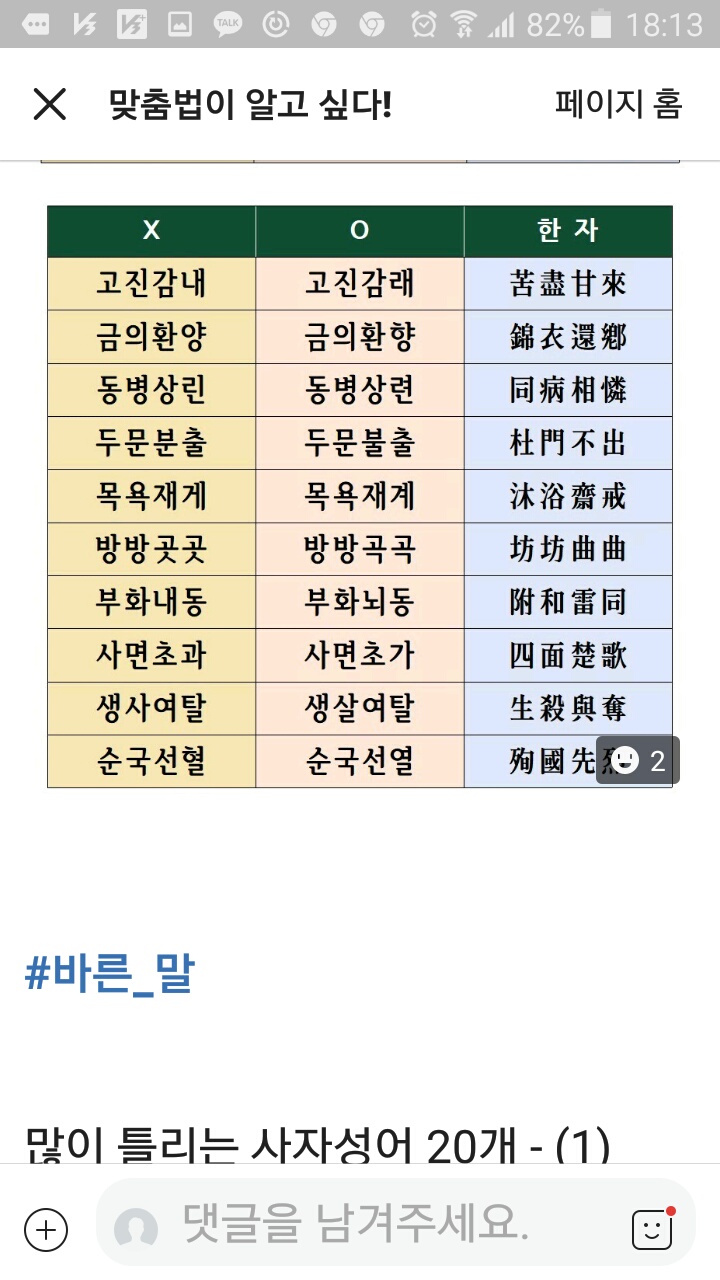 TALK 82% 18:13
맞춤법이 알고 싶다! 페이지 홈
X O 한 자
고진감내 고진감래 苦盡甘來
금의환양 금의환향 錦衣還鄕
동병상린 동병상련 同病相憐
두문분출 두문불출 杜門不出
목욕재게 목욕재계 沐浴齋戒
방방곳곳 방방곡곡 坊坊曲曲
부화내동 부화뇌동 附和雷同
사면초과 사면초가 四面楚歌
생사여탈 생살여탈 生殺與奪
순국선혈 순국선열 殉國先
2
#바른_말
많이 틀리는 사자성어 20개 - (1)
댓글을 남겨주세요.